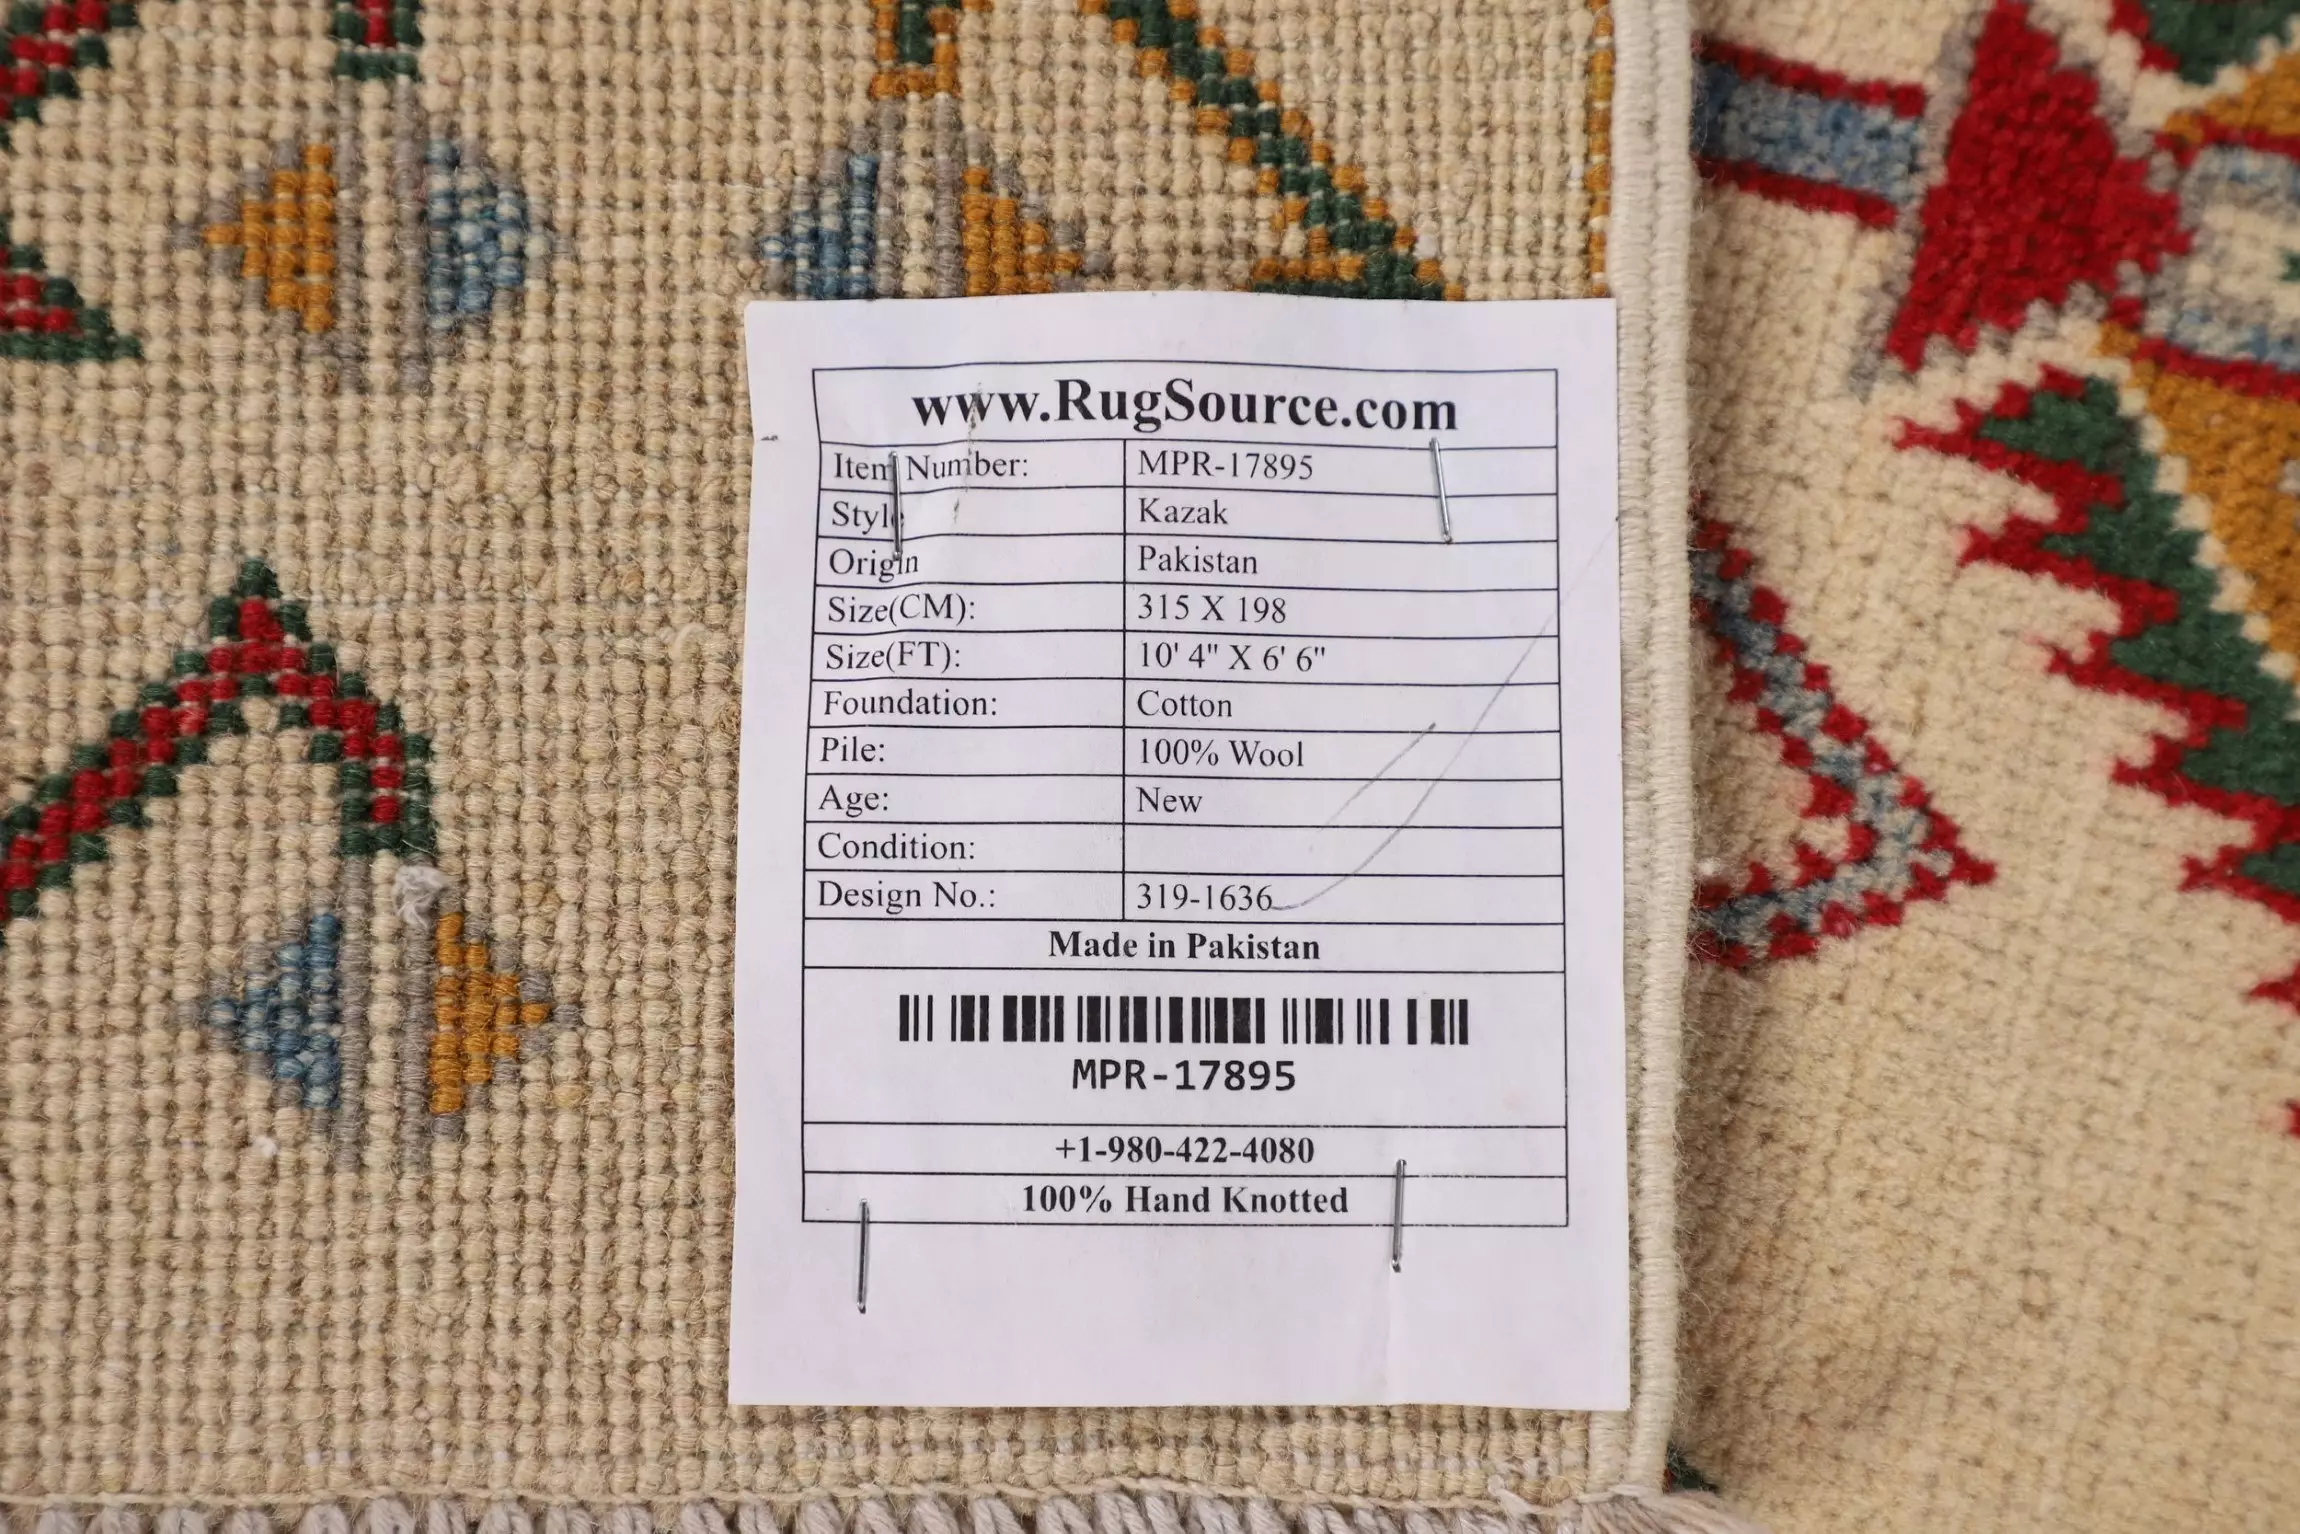 www.RugSource.com
Item Number: MPR-17895
Style Kazak
Origin Pakistan
Size(CM): 315 X 198
Size(FT): 10' 4" X 6' 6"
Foundation: Cotton
Pile: 100% Wool
Age: New
Condition:
Design No.: 319-1636
Made in Pakistan
MPR-17895
+1-980-422-4080
100% Hand Knotted